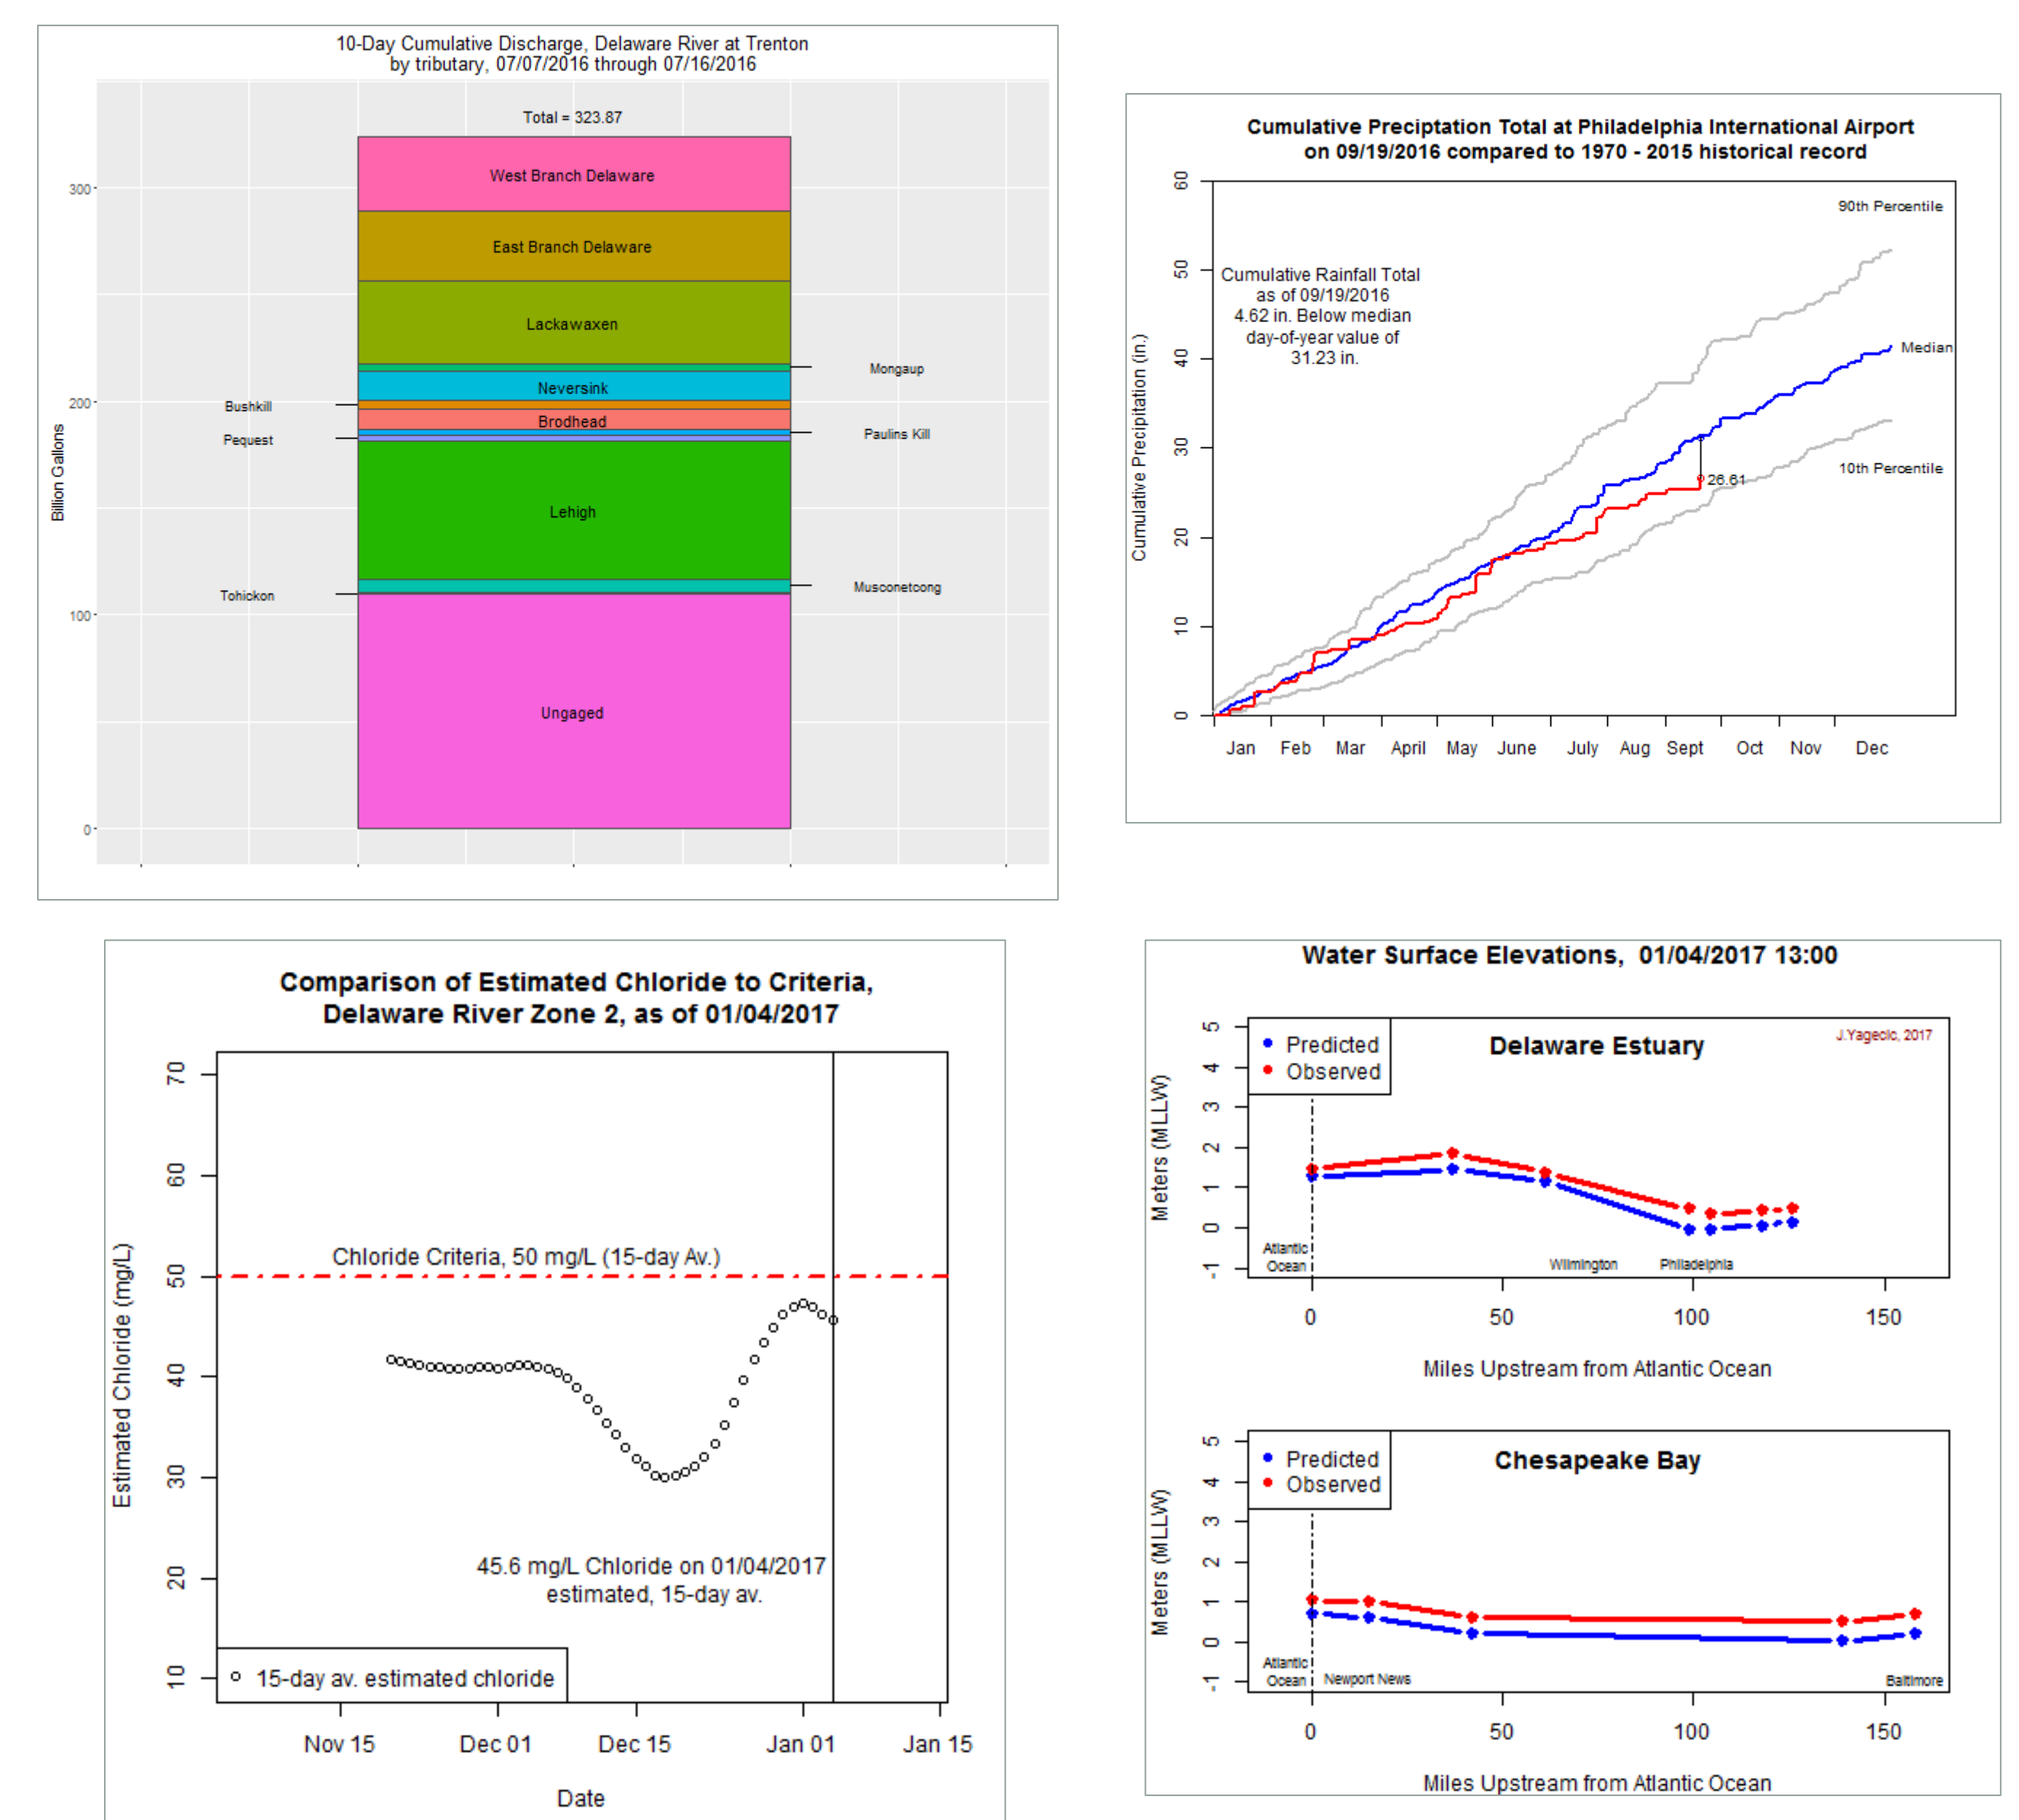 10-Day Cumulative Discharge, Delaware River at Trenton
by tributary, 07/07/2016 through 07/16/2016
Total = 323.87
West Branch Delaware
East Branch Delaware
Lackawaxen
Mongaup
Neversink
Bushkill
Brodhead
Paulins Kill
Pequest
Lehigh
Musconetcong
Tohickon
Ungaged
300
200
100
0
Billion Gallons
Cumulative Preciptation Total at Philadelphia International Airport
on 09/19/2016 compared to 1970 - 2015 historical record
90th Percentile
Cumulative Rainfall Total
as of 09/19/2016
4.62 in. Below median
day-of-year value of
31.23 in.
Median
10th Percentile
26.61
60
50
40
30
20
10
0
Cumulative Precipitation (in.)
Jan Feb Mar April May June July Aug Sept Oct Nov Dec
Comparison of Estimated Chloride to Criteria,
Delaware River Zone 2, as of 01/04/2017
Chloride Criteria, 50 mg/L (15-day Av.)
45.6 mg/L Chloride on 01/04/2017
estimated, 15-day av.
15-day av. estimated chloride
70
60
50
40
30
20
10
Estimated Chloride (mg/L)
Nov 15 Dec 01 Dec 15 Jan 01 Jan 15
Date
Water Surface Elevations, 01/04/2017 13:00
Predicted
Observed
Delaware Estuary
J.Yagecic, 2017
5
4
3
2
1
0
-1
Meters (MLLW)
Atlantic
Ocean
Wilmington
Philadelphia
0 50 100 150
Miles Upstream from Atlantic Ocean
Predicted
Observed
Chesapeake Bay
5
4
3
2
1
0
-1
Meters (MLLW)
Atlantic
Ocean
Newport News
Baltimore
0 50 100 150
Miles Upstream from Atlantic Ocean